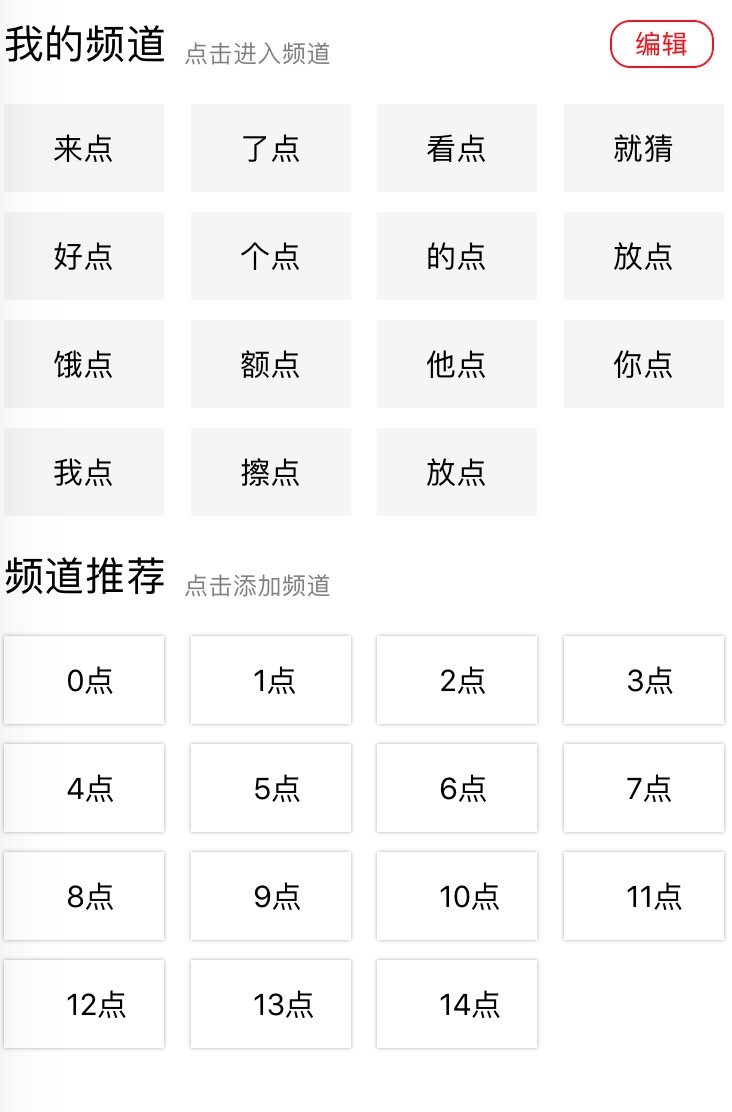 我的频道 点击进入频道 编辑
来点 了点 看点 就猜
好点 个点 的点 放点
饿点 额点 他点 你点
我点 擦点 放点
频道推荐 点击添加频道
0点 1点 2点 3点
4点 5点 6点 7点
8点 9点 10点 11点
12点 13点 14点